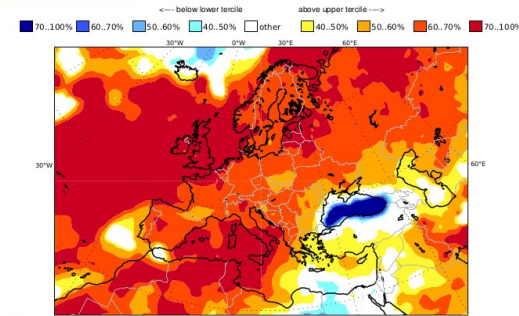 <---- below lower tercile above upper tercile ---->
70..100% 60..70% 50..60% 40..50% other 40..50% 50..60% 60..70% 70..100%
30°W 0°W 30°E 60°E
30°W
60°E